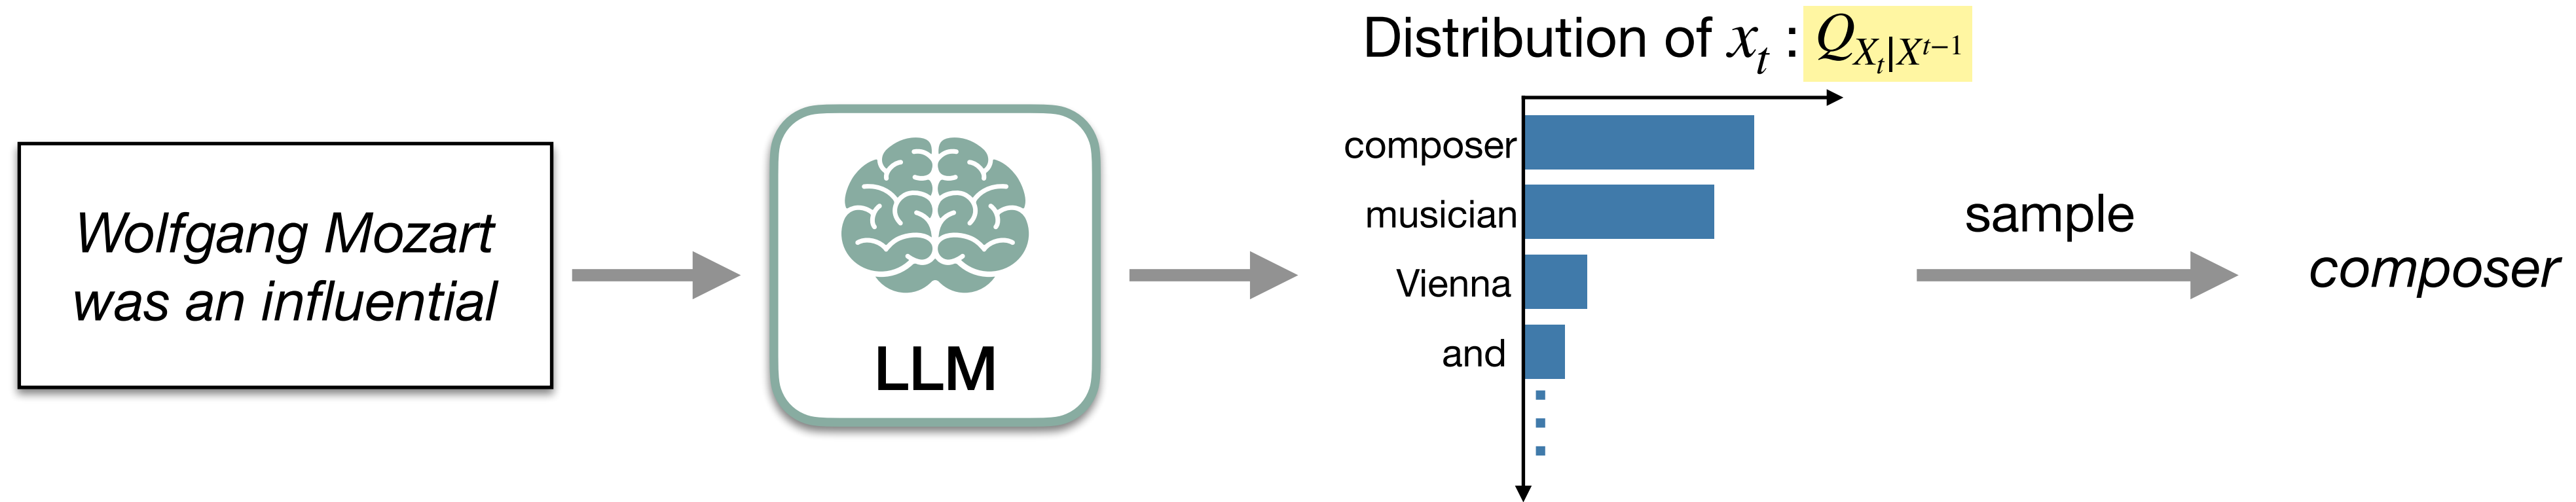 Wolfgang Mozart
was an influential
LLM
Distribution of $x_t$ : $Q_{X_t|X^{t-1}}$
composer
musician
Vienna
and
sample
composer